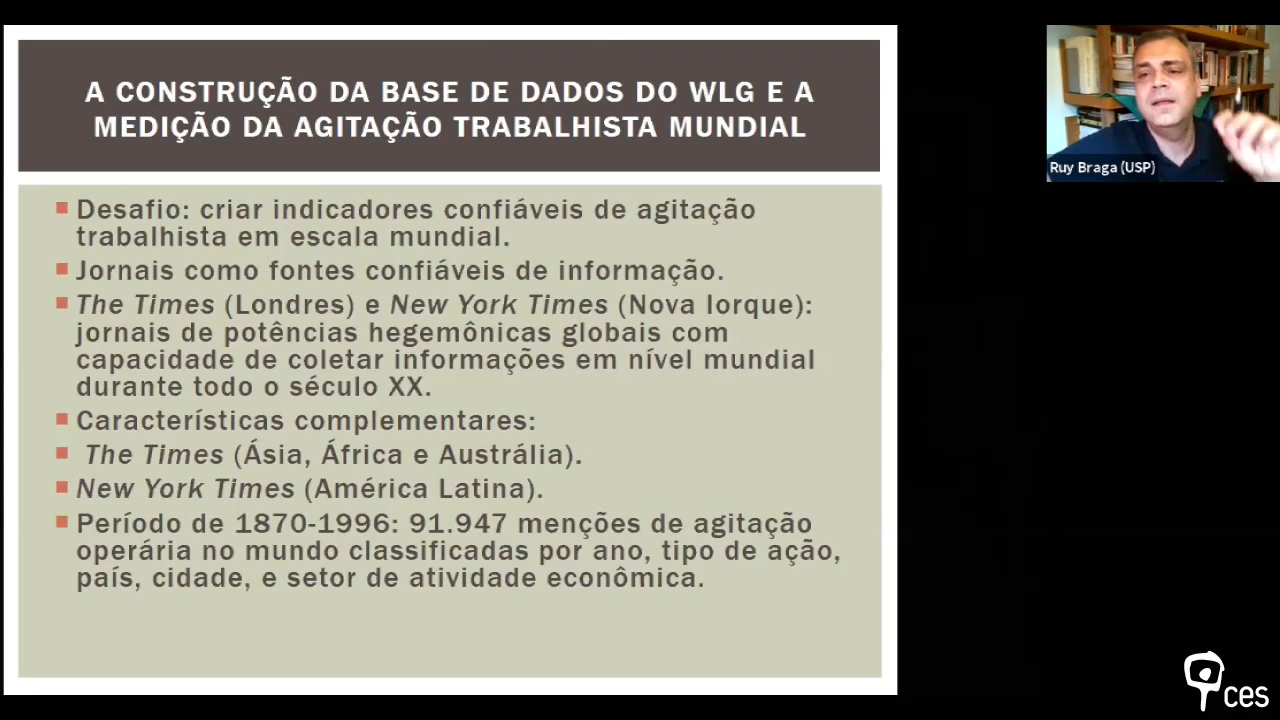 A CONSTRUÇÃO DA BASE DE DADOS DO WLG E A
MEDIÇÃO DA AGITAÇÃO TRABALHISTA MUNDIAL
Desafio: criar indicadores confiáveis de agitação
trabalhista em escala mundial.
Jornais como fontes confiáveis de informação.
The Times (Londres) e New York Times (Nova Iorque):
jornais de potências hegemônicas globais com
capacidade de coletar informações em nível mundial
durante todo o século XX.
Características complementares:
The Times (Ásia, África e Austrália).
New York Times (América Latina).
Período de 1870-1996: 91.947 menções de agitação
operária no mundo classificadas por ano, tipo de ação,
país, cidade, e setor de atividade econômica.
Ruy Braga (USP)
ces